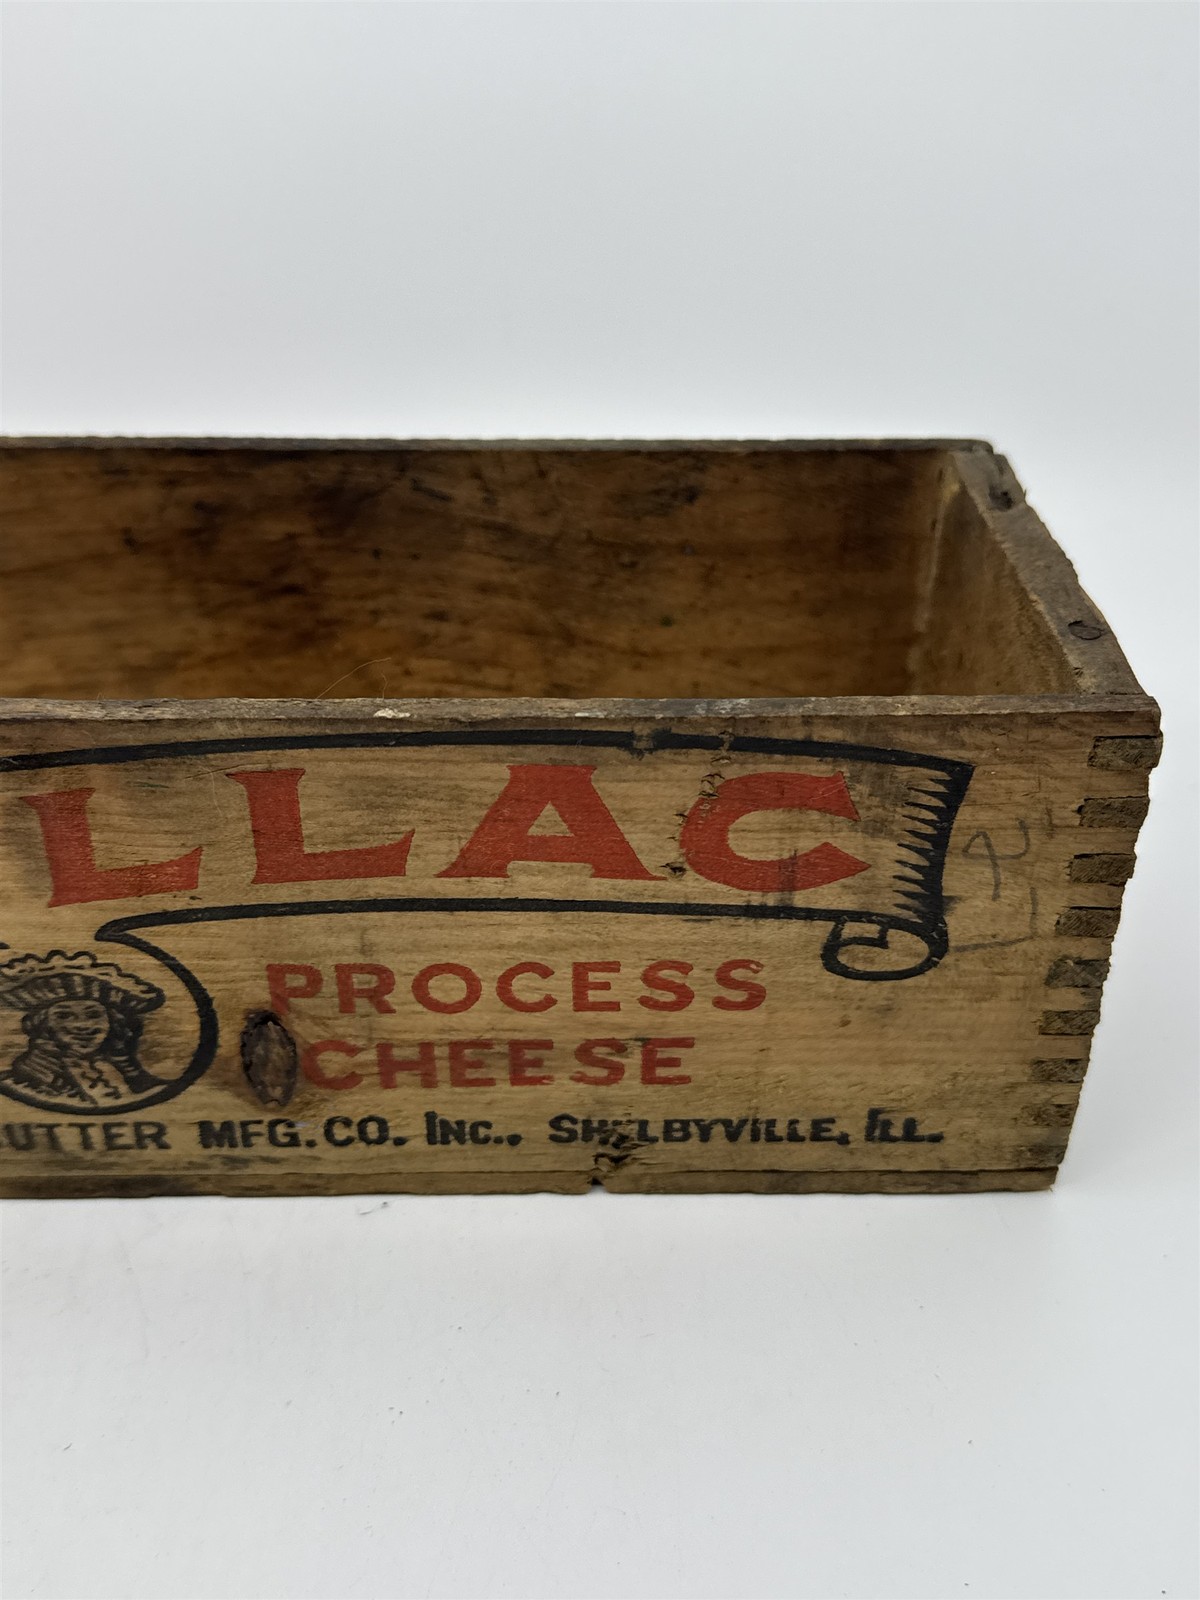 LLAC
PROCESS
CHEESE
UTTER MFG. CO. INC., SHELBYVILLE, ILL.